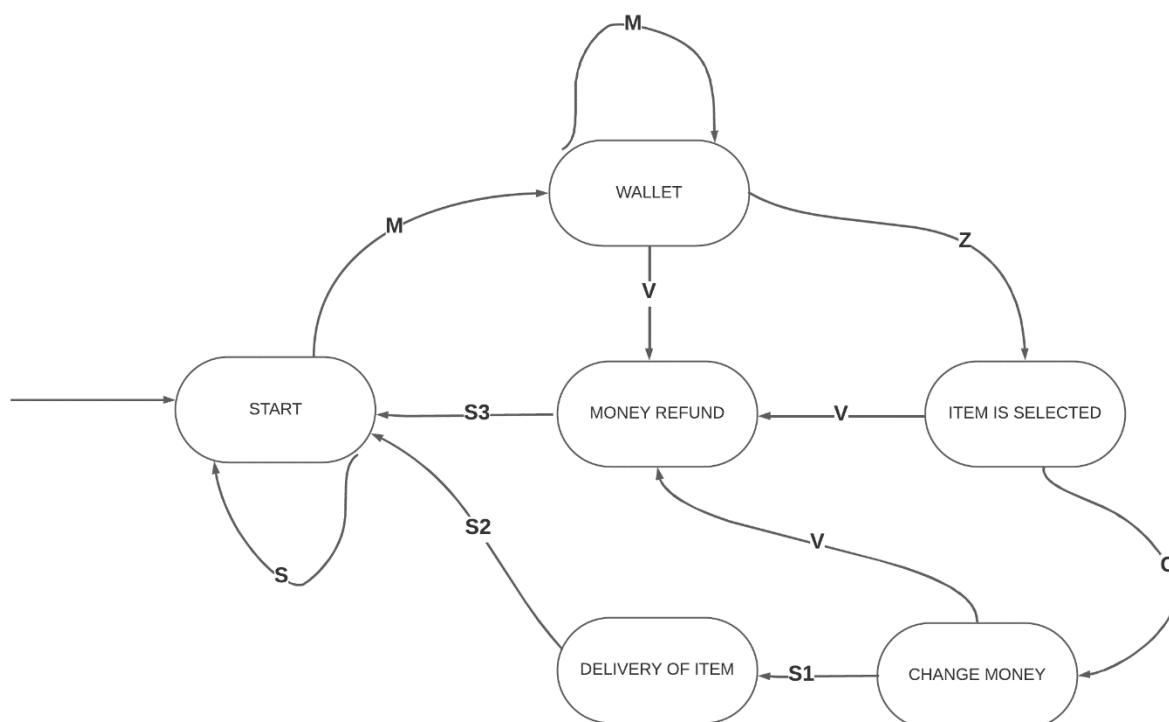 M
WALLET
M
Z
V
START
S3
MONEY REFUND
V
ITEM IS SELECTED
S2
V
S
DELIVERY OF ITEM
S1
CHANGE MONEY